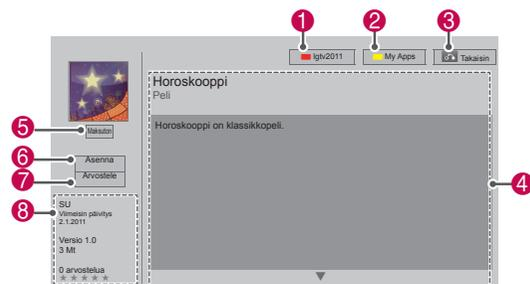 1
2
3
lgtv2011
My Apps
Takaisin
Horoskooppi
Peli
Horoskooppi on klassikkopeli.
4
5
Maksuton
6
Asenna
7
Arvostele
8
SU
Viimeisin päivitys
2.1.2011
Versio 1.0
3 Mt
0 arvostelua